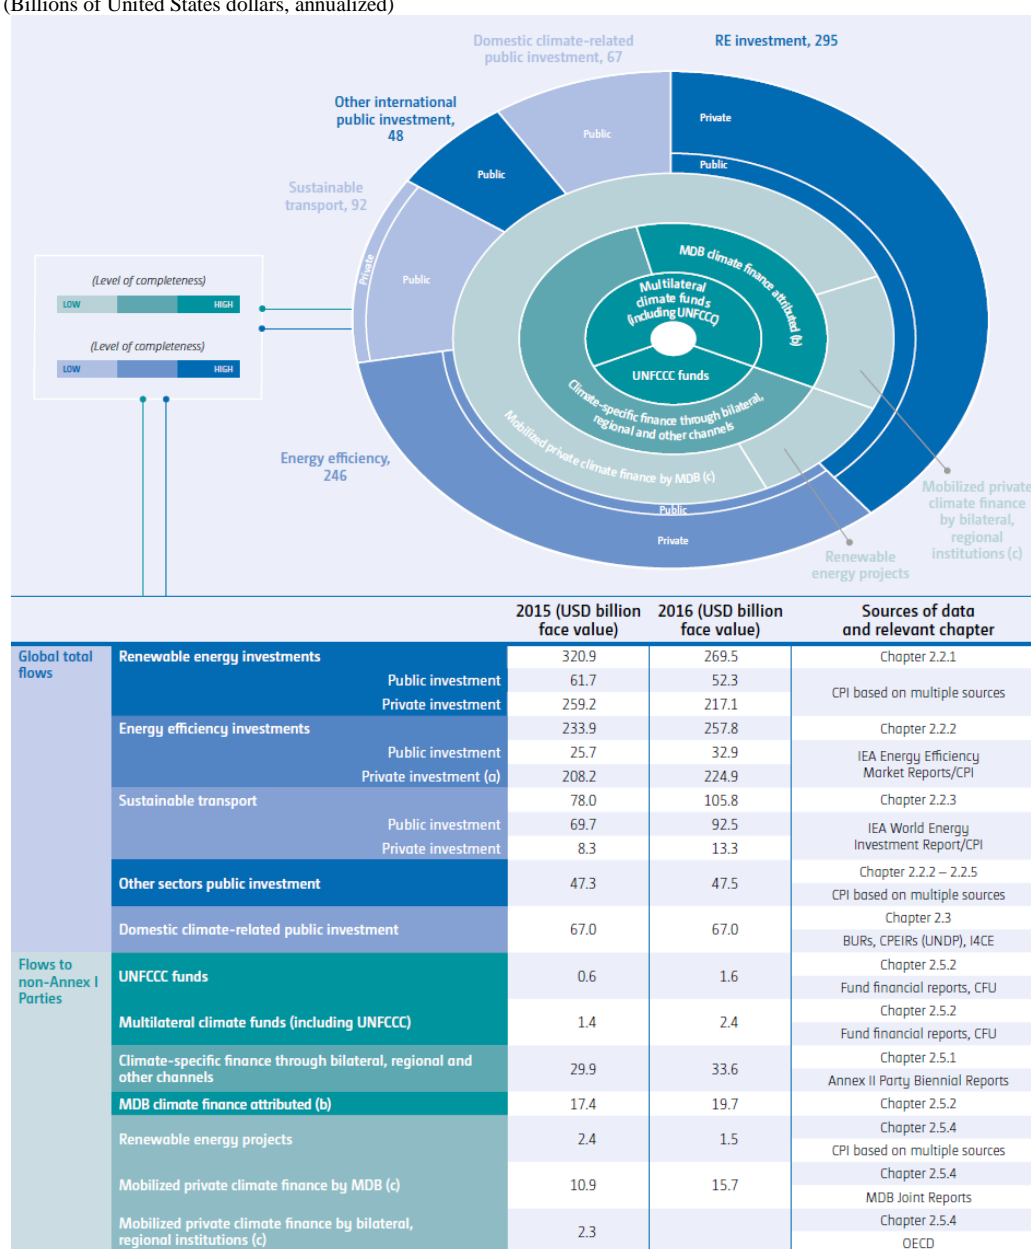 (Billions of United States dollars, annualized)
Domestic climate-related
public investment, 67
RE investment, 295
Other international
public investment,
48
Sustainable
transport, 92
Private
Public
Public
Public
Private
Public
(Level of completeness)
LOW HIGH
(Level of completeness)
LOW HIGH
MDB climate finance attributed (b)
Multilateral
climate funds
(including UNFCCC)
UNFCCC funds
Climate-specific finance through bilateral,
regional and other channels
Mobilized private climate finance by MDB (c)
Energy efficiency,
246
Public
Private
Mobilized private
climate finance
by bilateral,
regional
institutions (c)
Renewable
energy projects
2015 (USD billion
face value)
2016 (USD billion
face value)
Sources of data
and relevant chapter
Global total
flows
Renewable energy investments 320.9 269.5 Chapter 2.2.1
Public investment 61.7 52.3
Private investment 259.2 217.1
CPI based on multiple sources
Energy efficiency investments 233.9 257.8 Chapter 2.2.2
Public investment 25.7 32.9
Private investment (a) 208.2 224.9
IEA Energy Efficiency
Market Reports/CPI
Sustainable transport 78.0 105.8 Chapter 2.2.3
Public investment 69.7 92.5
Private investment 8.3 13.3
IEA World Energy
Investment Report/CPI
Other sectors public investment 47.3 47.5
Chapter 2.2.2 – 2.2.5
CPI based on multiple sources
Domestic climate-related public investment 67.0 67.0
Chapter 2.3
BURs, CPEIRs (UNDP), I4CE
Flows to
non-Annex I
Parties
UNFCCC funds 0.6 1.6
Chapter 2.5.2
Fund financial reports, CFU
Multilateral climate funds (including UNFCCC) 1.4 2.4
Chapter 2.5.2
Fund financial reports, CFU
Climate-specific finance through bilateral, regional and
other channels
29.9 33.6
Chapter 2.5.1
Annex II Party Biennial Reports
MDB climate finance attributed (b) 17.4 19.7 Chapter 2.5.2
Renewable energy projects 2.4 1.5
Chapter 2.5.4
CPI based on multiple sources
Mobilized private climate finance by MDB (c) 10.9 15.7
Chapter 2.5.4
MDB Joint Reports
Mobilized private climate finance by bilateral,
regional institutions (c)
2.3
Chapter 2.5.4
OECD